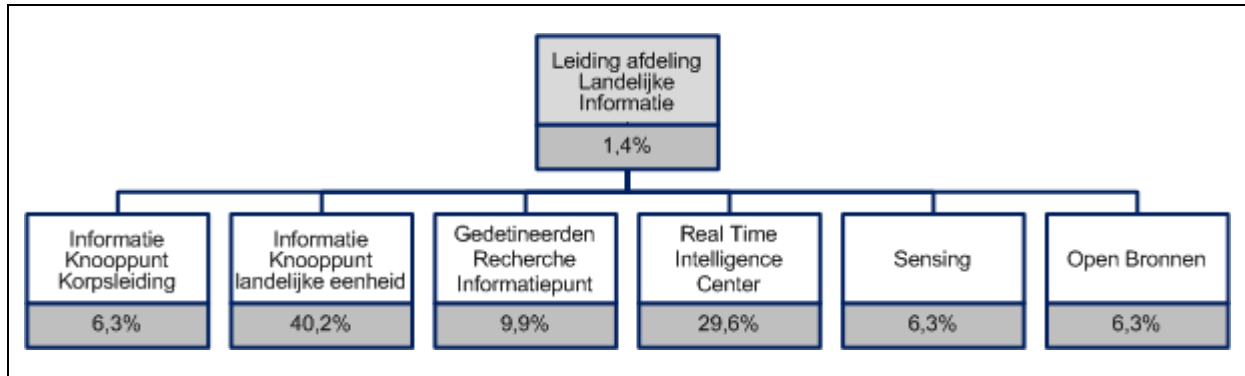 Leiding afdeling
Landelijke
Informatie
1,4%
Informatie
Knooppunt
Korpsleiding
6,3%
Informatie
Knooppunt
landelijke eenheid
40,2%
Gedetineerden
Recherche
Informatiepunt
9,9%
Real Time
Intelligence
Center
29,6%
Sensing
6,3%
Open Bronnen
6,3%